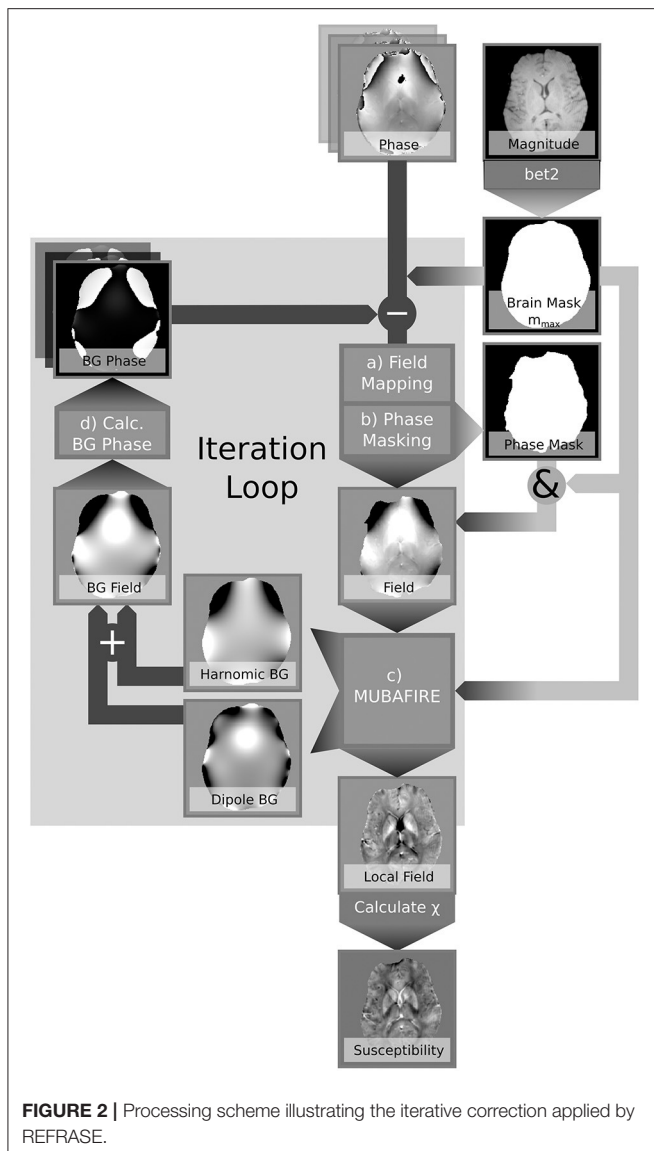 Phase
Magnitude
bet2
Brain Mask
mmax
BG Phase
−
a) Field
Mapping
b) Phase
Masking
d) Calc.
BG Phase
Iteration
Loop
Phase Mask
&
BG Field
Field
+
Harnomic BG
c)
MUBAFIRE
Dipole BG
Local Field
Calculate χ
Susceptibility
FIGURE 2 | Processing scheme illustrating the iterative correction applied by
REFRASE.